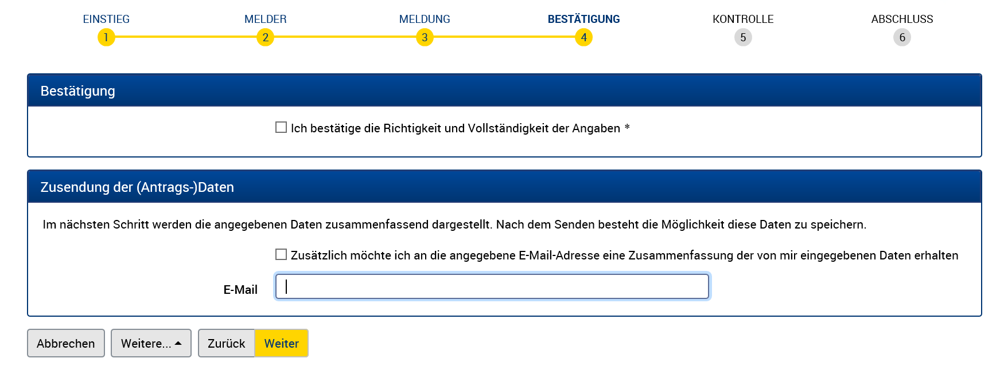 EINSTIEG MELDER MELDUNG BESTÄTIGUNG KONTROLLE ABSCHLUSS
1 2 3 4 5 6
Bestätigung
Ich bestätige die Richtigkeit und Vollständigkeit der Angaben *
Zusendung der (Antrags-)Daten
Im nächsten Schritt werden die angegebenen Daten zusammenfassend dargestellt. Nach dem Senden besteht die Möglichkeit diese Daten zu speichern.
Zusätzlich möchte ich an die angegebene E-Mail-Adresse eine Zusammenfassung der von mir eingegebenen Daten erhalten
E-Mail
Abbrechen Weitere... Zurück Weiter